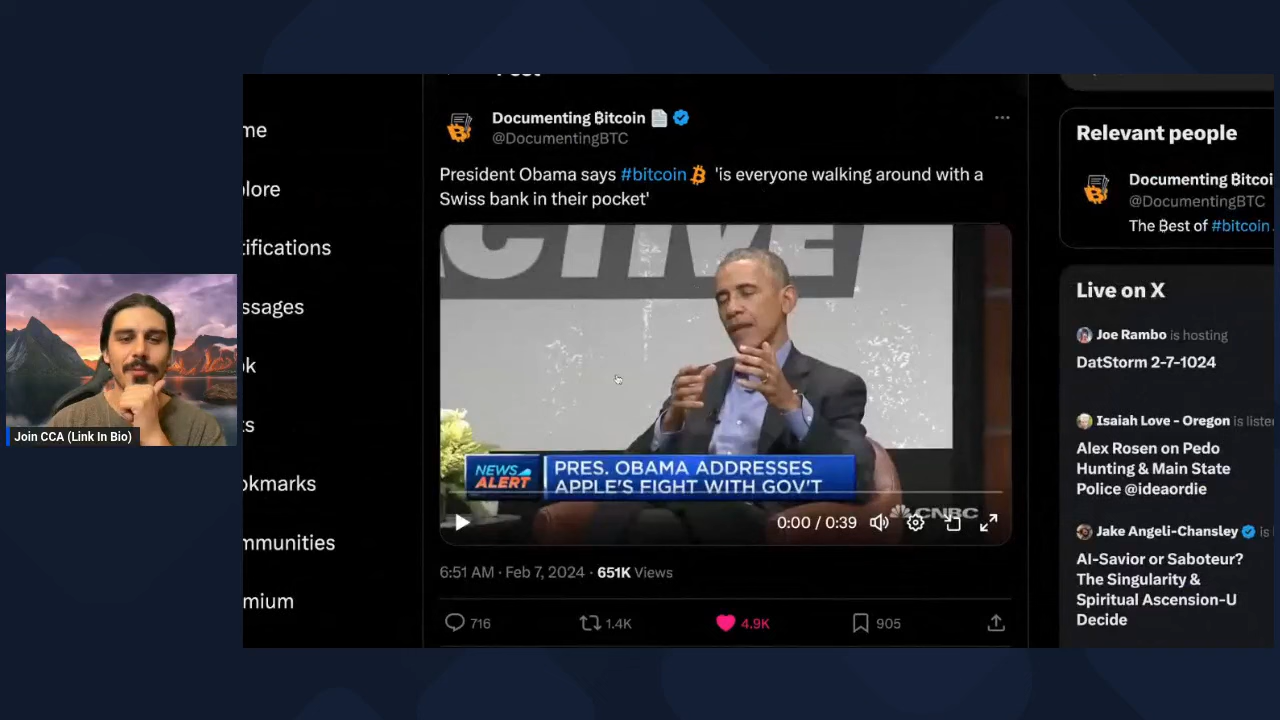 me
Documenting Bitcoin
@DocumentingBTC
President Obama says #bitcoin 'is everyone walking around with a
Swiss bank in their pocket'
plore
tifications
ssages
ok
ts
okmarks
mmunities
mium
Join CCA (Link In Bio)
ACTIVE
NEWS
ALERT
PRES. OBAMA ADDRESSES
APPLE'S FIGHT WITH GOV'T
CNBC
0:00 / 0:39
6:51 AM · Feb 7, 2024 · 651K Views
716
1.4K
4.9K
905
Relevant people
Documenting Bitcoi
@DocumentingBTC
The Best of #bitcoin
Live on X
Joe Rambo is hosting
DatStorm 2-7-1024
Isaiah Love - Oregon is liste
Alex Rosen on Pedo
Hunting & Main State
Police @ideaordie
Jake Angeli-Chansley is
AI-Savior or Saboteur?
The Singularity &
Spiritual Ascension-U
Decide